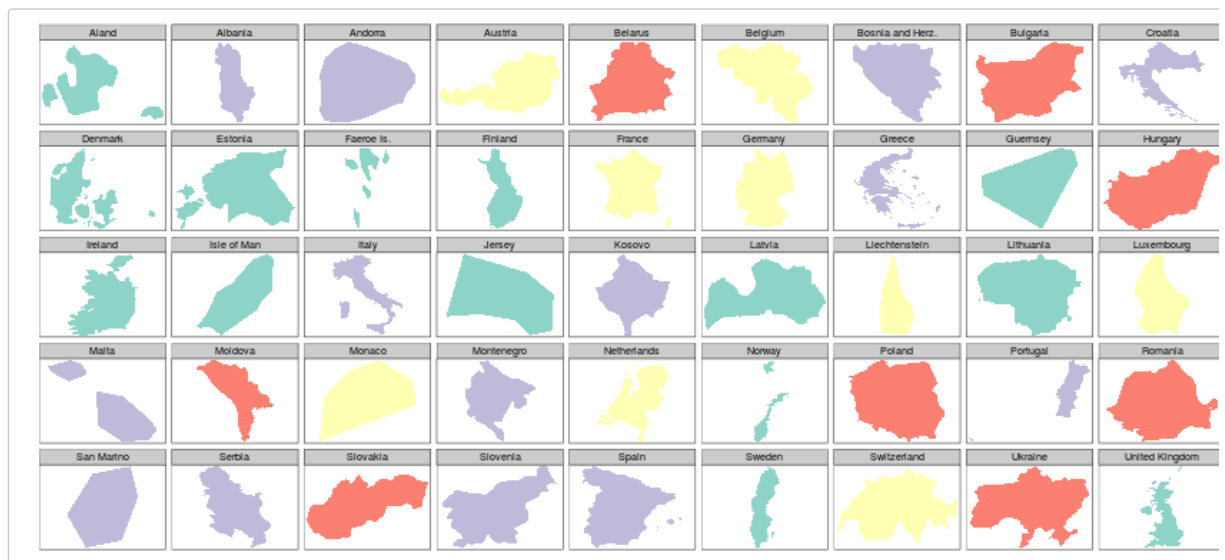 Aland Albania Andorra Austria Belarus Belgium Bosnia and Herz. Bulgaria Croatia
Denmark Estonia Faeroe Is. Finland France Germany Greece Guernsey Hungary
Ireland Isle of Man Italy Jersey Kosovo Latvia Liechtenstein Lithuania Luxembourg
Malta Moldova Monaco Montenegro Netherlands Norway Poland Portugal Romania
San Marino Serbia Slovakia Slovenia Spain Sweden Switzerland Ukraine United Kingdom